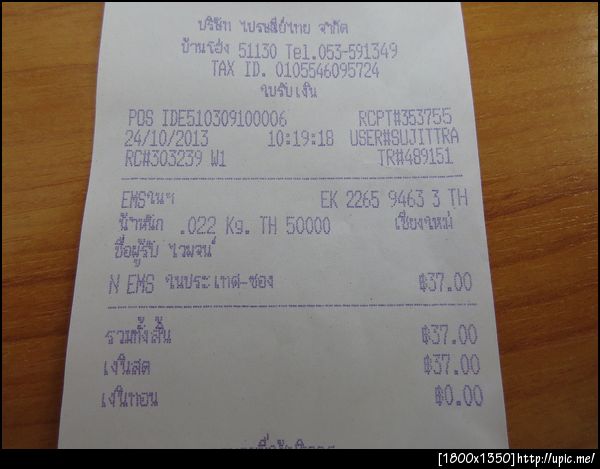 บริษัท ไปรษณีย์ไทย จำกัด
บ้านโฮ่ง 51130 Tel.053-591349
TAX ID. 0105546095724
ใบรับเงิน
POS IDE510309100006 RCPT#353755
24/10/2013 10:19:18 USER#SUJITTRA
RC#303239 W1 TR#489151
EMSในฯ EK 2265 9463 3 TH
น้ำหนัก .022 Kg. TH 50000 เชียงใหม่
ชื่อผู้รับ ไวมจน์
N EMS ในประเทศ-ซอง ฿37.00
รวมทั้งสิ้น ฿37.00
เงินสด ฿37.00
เงินทอน ฿0.00
[1800x1350]http://upic.me/